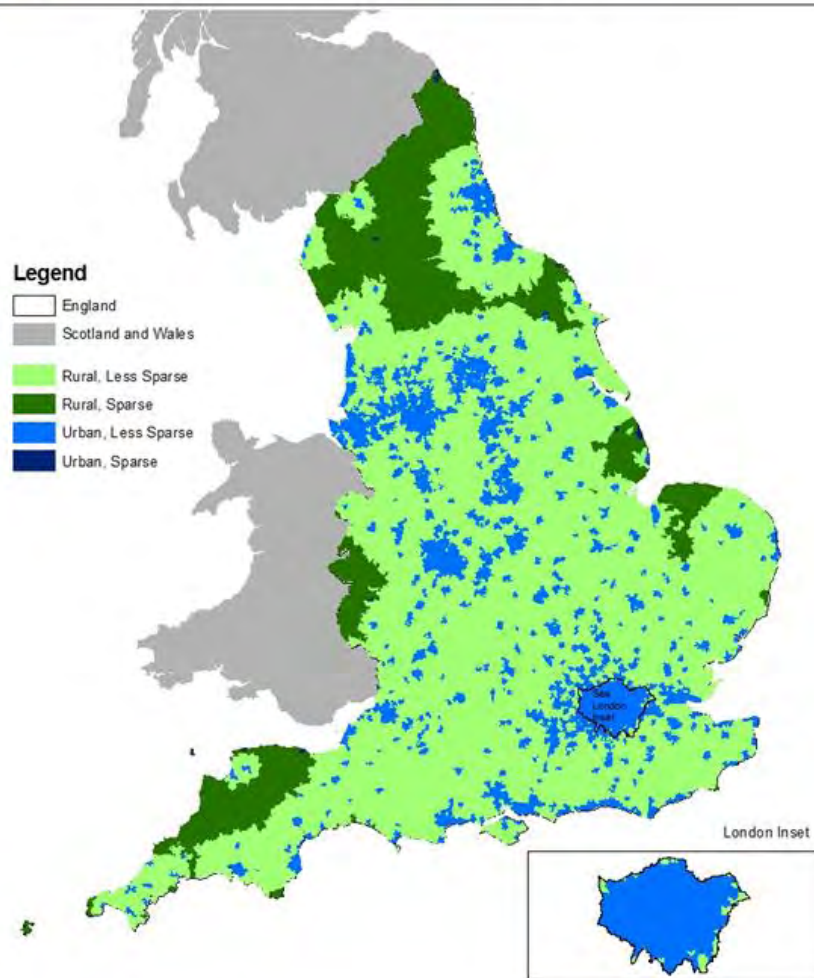 Legend
England
Scotland and Wales
Rural, Less Sparse
Rural, Sparse
Urban, Less Sparse
Urban, Sparse
See
London
Inset
London Inset